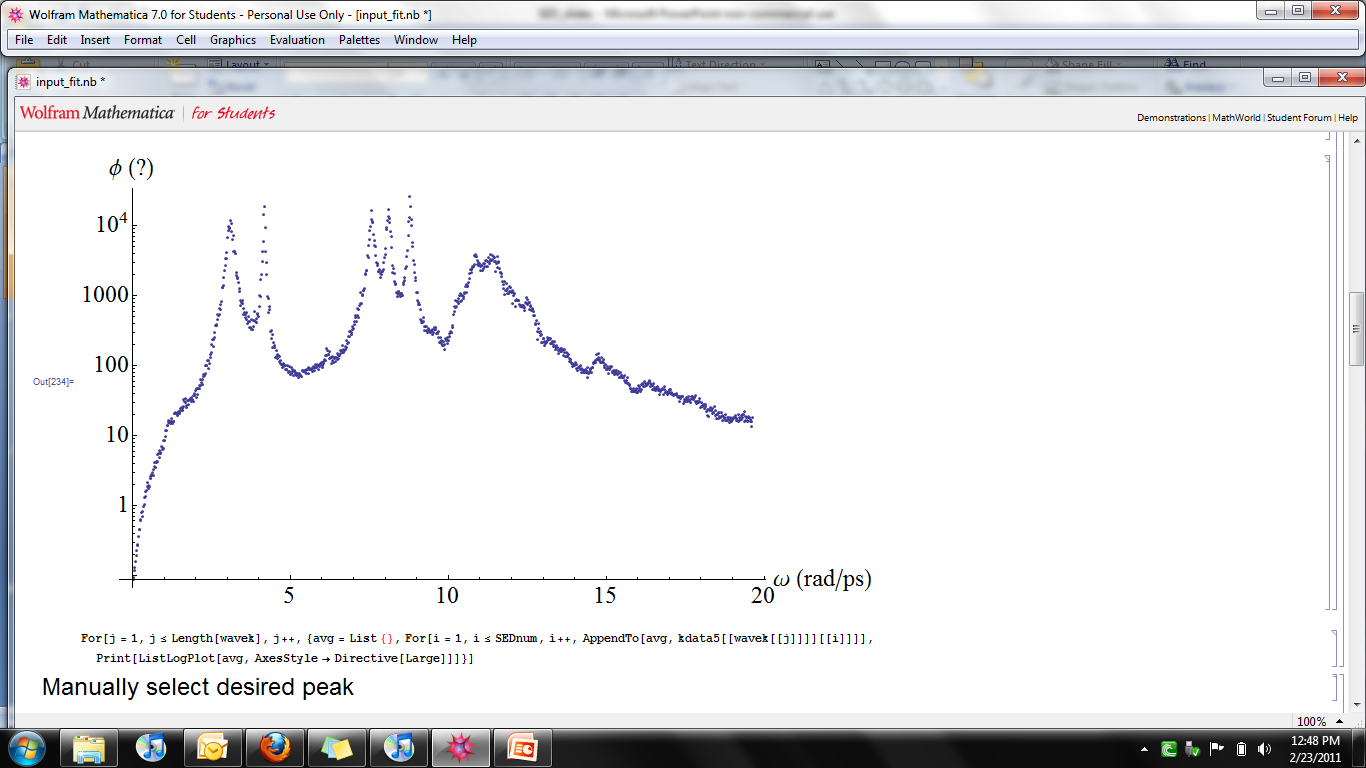 Wolfram Mathematica 7.0 for Students - Personal Use Only - [input_fit.nb *]
File Edit Insert Format Cell Graphics Evaluation Palettes Window Help
input_fit.nb *
Wolfram Mathematica for Students
Demonstrations | MathWorld | Student Forum | Help
ϕ (?)
10⁴
1000
100
Out[234]=
10
1
ω (rad/ps)
5 10 15 20
For[j = 1, j ≤ Length[wavek], j++, {avg = List {}, For[i = 1, i ≤ SEDnum, i++, AppendTo[avg, kdata5[[wavek[[j]]]][[i]]]],
Print[ListLogPlot[avg, AxesStyle → Directive[Large]]]}]
Manually select desired peak
100%
12:48 PM
2/23/2011